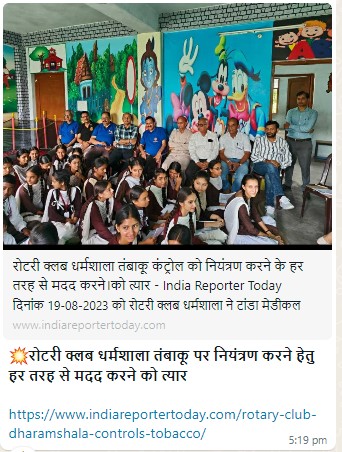 रोटरी क्लब धर्मशाला तंबाकू कंट्रोल को नियंत्रण करने के हर
तरह से मदद करने।को त्यार - India Reporter Today
दिनांक 19-08-2023 को रोटरी क्लब धर्मशाला ने टांडा मेडीकल
www.indiareportertoday.com
💥रोटरी क्लब धर्मशाला तंबाकू पर नियंत्रण करने हेतु
हर तरह से मदद करने को त्यार
https://www.indiareportertoday.com/rotary-club-
dharamshala-controls-tobacco/
5:19 pm